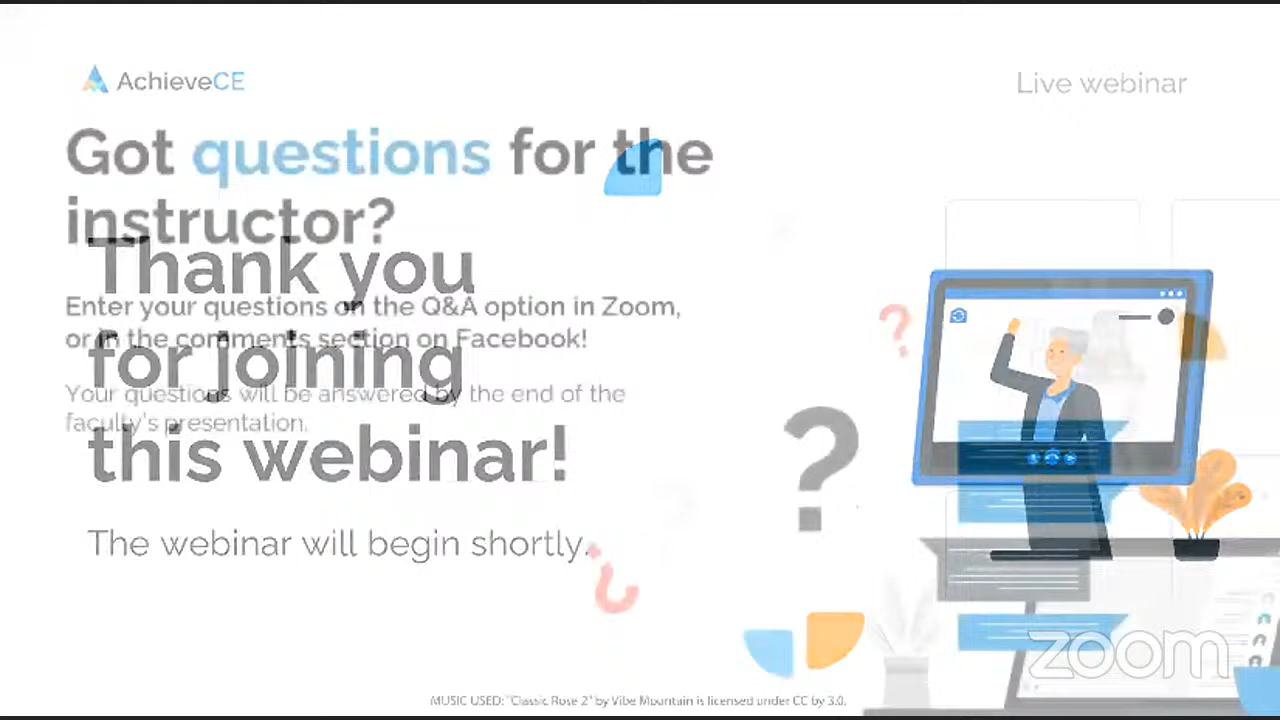 AchieveCE
Live webinar
Got questions for the
instructor?
Enter your questions on the Q&A option in Zoom,
or in the comments section on Facebook!
Your questions will be answered by the end of the
faculty's presentation.
Thank you
for joining
this webinar!
The webinar will begin shortly.
zoom
MUSIC USED: "Classic Rose 2" by Vibe Mountain is licensed under CC by 3.0.